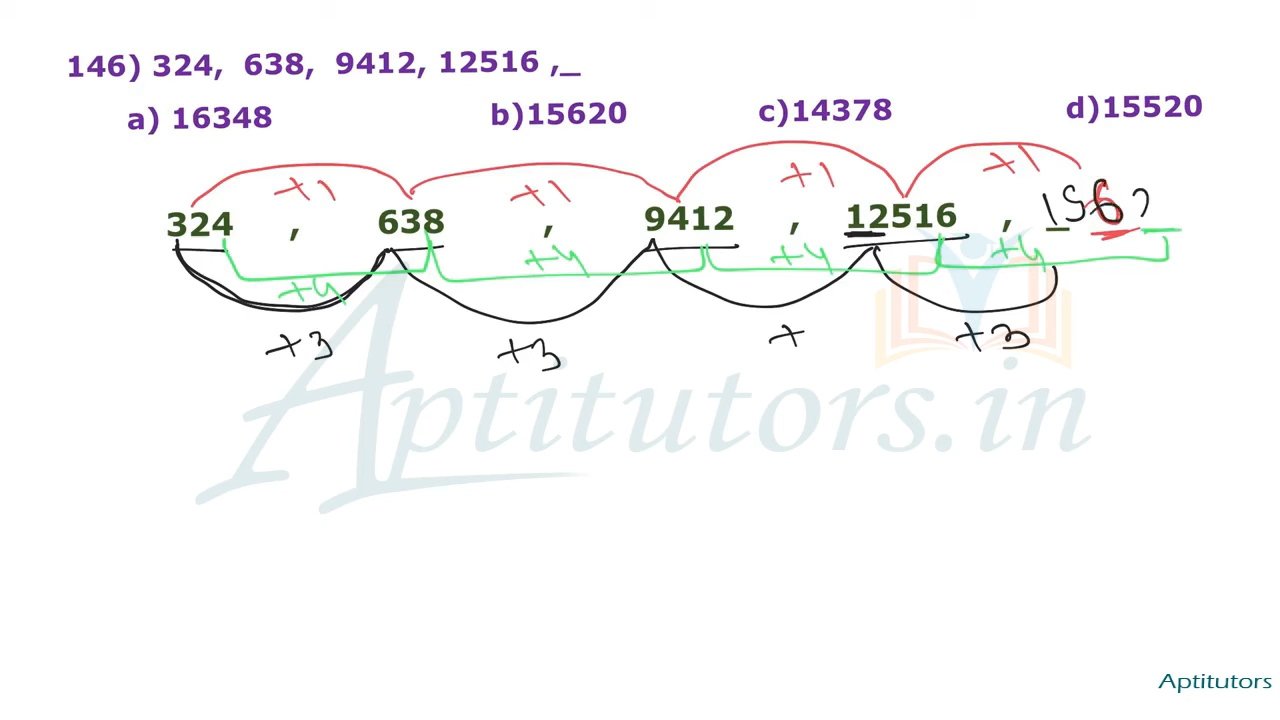 146) 324, 638, 9412, 12516 ,_
a) 16348 b)15620 c)14378 d)15520
+1 +1 +1 +1
324 , 638 , 9412 , 12516 , 156?
+4 +4 +4 +4
+3 +3 + +3
Aptitutors.in
Aptitutors